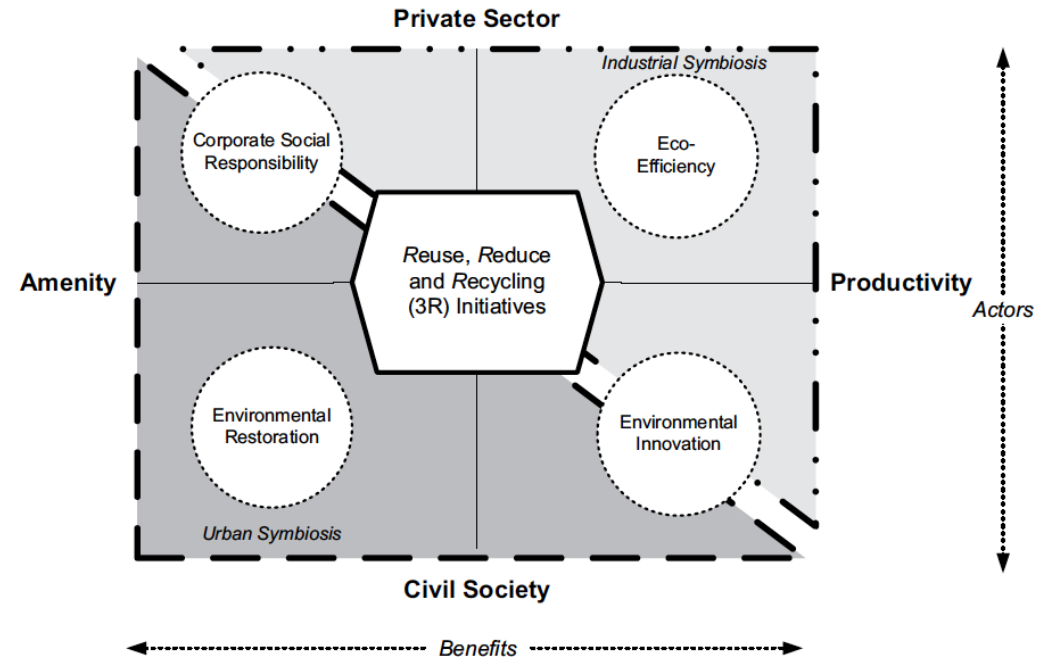 Private Sector
Industrial Symbiosis
Corporate Social
Responsibility
Eco-
Efficiency
Reuse, Reduce
and Recycling
(3R) Initiatives
Amenity
Productivity
Actors
Environmental
Restoration
Environmental
Innovation
Urban Symbiosis
Civil Society
Benefits